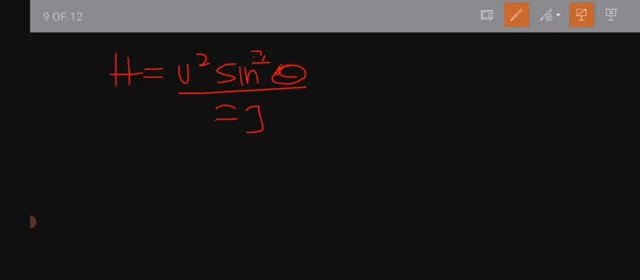 9 OF 12
H = u² sin² θ
2g